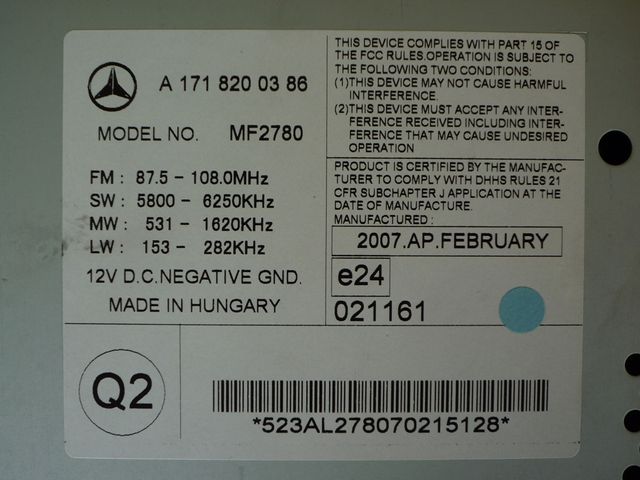 A 171 820 03 86
MODEL NO. MF2780
FM : 87.5 - 108.0MHz
SW : 5800 - 6250KHz
MW : 531 - 1620KHz
LW : 153 - 282KHz
12V D.C.NEGATIVE GND.
MADE IN HUNGARY
THIS DEVICE COMPLIES WITH PART 15 OF
THE FCC RULES.OPERATION IS SUBJECT TO
THE FOLLOWING TWO CONDITIONS:
(1)THIS DEVICE MAY NOT CAUSE HARMFUL
INTERFERENCE.
(2)THIS DEVICE MUST ACCEPT ANY INTER-
FERENCE RECEIVED INCLUDING INTER-
FERENCE THAT MAY CAUSE UNDESIRED
OPERATION
PRODUCT IS CERTIFIED BY THE MANUFAC-
TURER TO COMPLY WITH DHHS RULES 21
CFR SUBCHAPTER J APPLICATION AT THE
DATE OF MANUFACTURE.
MANUFACTURED :
2007.AP.FEBRUARY
e24
021161
Q2
*523AL278070215128*